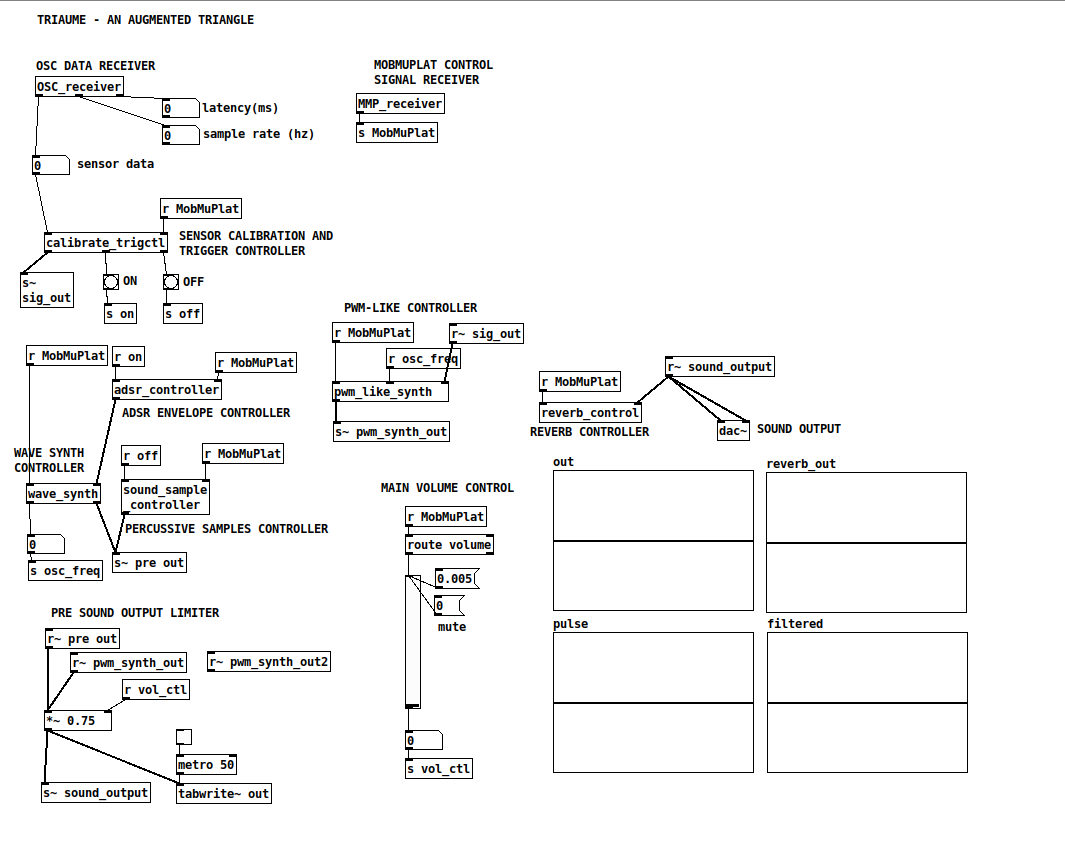 TRIAUME - AN AUGMENTED TRIANGLE
OSC DATA RECEIVER
OSC_receiver
0
latency(ms)
0
sample rate (hz)
0
sensor data
MOBMUPLAT CONTROL
SIGNAL RECEIVER
MMP_receiver
s MobMuPlat
r MobMuPlat
calibrate_trigctl
SENSOR CALIBRATION AND
TRIGGER CONTROLLER
s~
sig_out
ON
OFF
s on
s off
r MobMuPlat
r on
r MobMuPlat
adsr_controller
ADSR ENVELOPE CONTROLLER
WAVE SYNTH
CONTROLLER
r off
r MobMuPlat
wave_synth
sound_sample
_controller
PERCUSSIVE SAMPLES CONTROLLER
0
s osc_freq
s~ pre out
PWM-LIKE CONTROLLER
r MobMuPlat
r~ sig_out
r osc_freq
pwm_like_synth
s~ pwm_synth_out
r~ sound_output
r MobMuPlat
reverb_control
REVERB CONTROLLER
dac~
SOUND OUTPUT
MAIN VOLUME CONTROL
r MobMuPlat
route volume
0.005
0
mute
0
s vol_ctl
out
reverb_out
pulse
filtered
PRE SOUND OUTPUT LIMITER
r~ pre out
r~ pwm_synth_out
r~ pwm_synth_out2
r vol_ctl
*~ 0.75
metro 50
s~ sound_output
tabwrite~ out